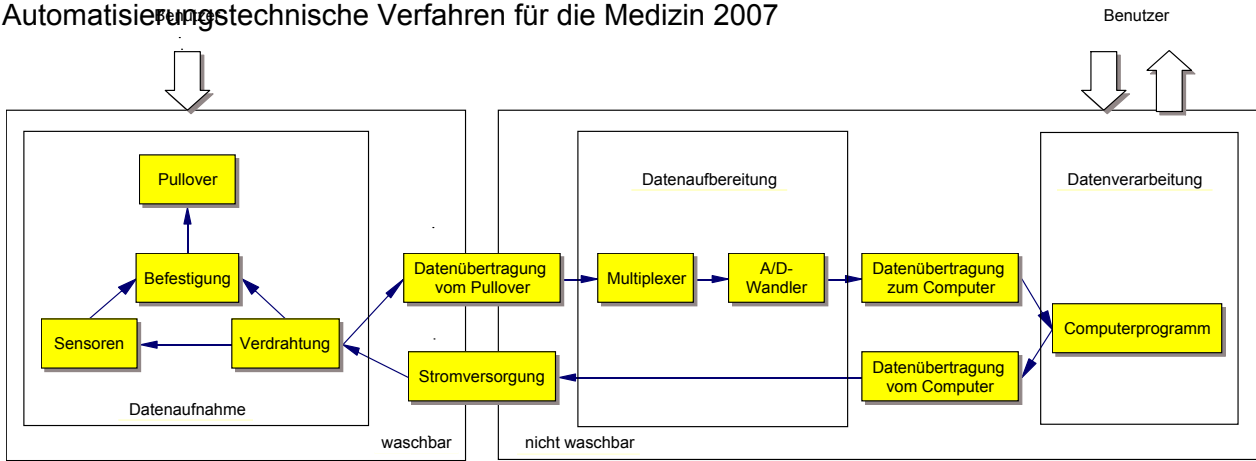 Automatisierungstechnische Verfahren für die Medizin 2007
Benutzer
Benutzer
Pullover
Datenaufbereitung
Datenverarbeitung
Befestigung
Datenübertragung
vom Pullover
Multiplexer
A/D-
Wandler
Datenübertragung
zum Computer
Sensoren
Verdrahtung
Computerprogramm
Stromversorgung
Datenübertragung
vom Computer
Datenaufnahme
waschbar
nicht waschbar